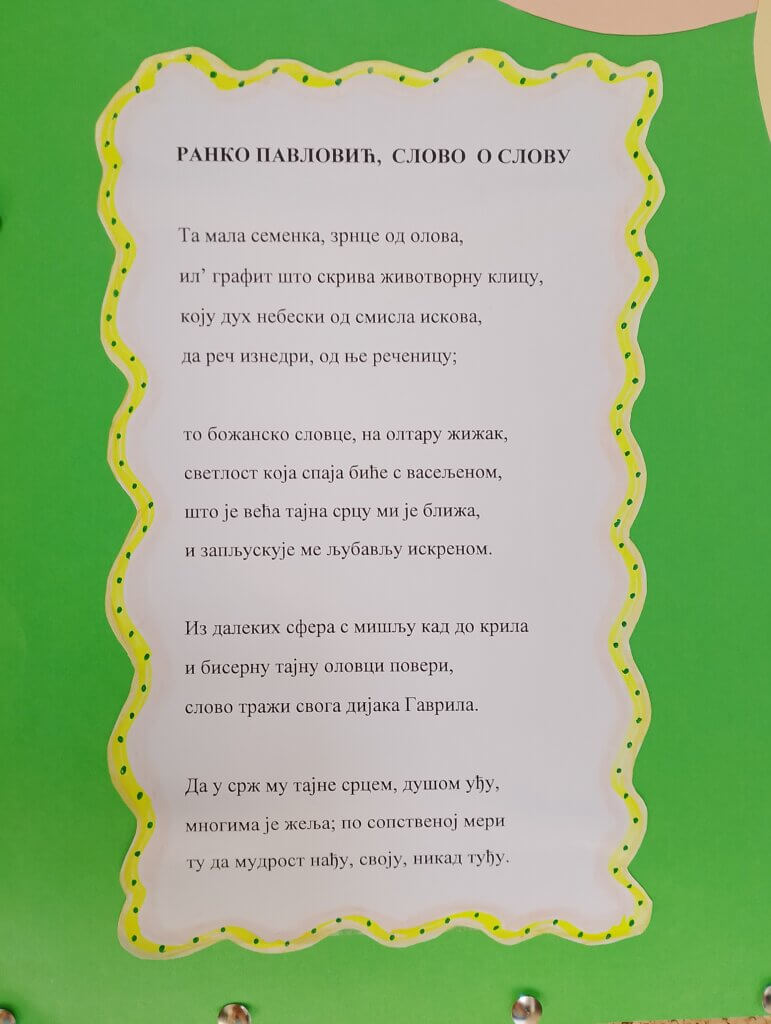 РАНКО ПАВЛОВИЋ, СЛОВО О СЛОВУ
Та мала семенка, зрнце од олова,
ил’ графит што скрива животворну клицу,
коју дух небески од смисла искова,
да реч изнедри, од ње реченицу;
то божанско словце, на олтару жижак,
светлост која спаја биће с васељеном,
што је већа тајна срцу ми је ближа,
и запљускује ме љубављу искреном.
Из далеких сфера с мишљу кад до крила
и бисерну тајну оловци повери,
слово тражи свога дијака Гаврила.
Да у срж му тајне срцем, душом уђу,
многима је жеља; по сопственој мери
ту да мудрост нађу, своју, никад туђу.